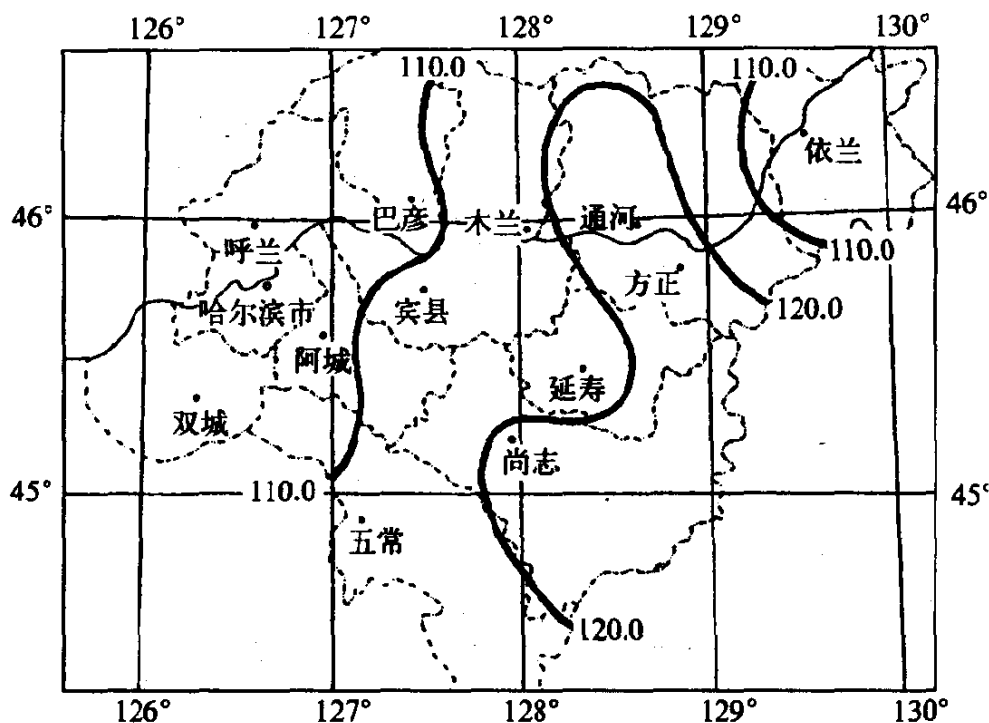 126° 127° 128° 129° 130°
110.0 110.0
依兰
46° 巴彦 木兰 通河 46°
呼兰
110.0
方正
哈尔滨市 宾县 120.0
阿城
延寿
双城
尚志
45° 110.0 45°
五常
120.0
126° 127° 128° 129° 130°